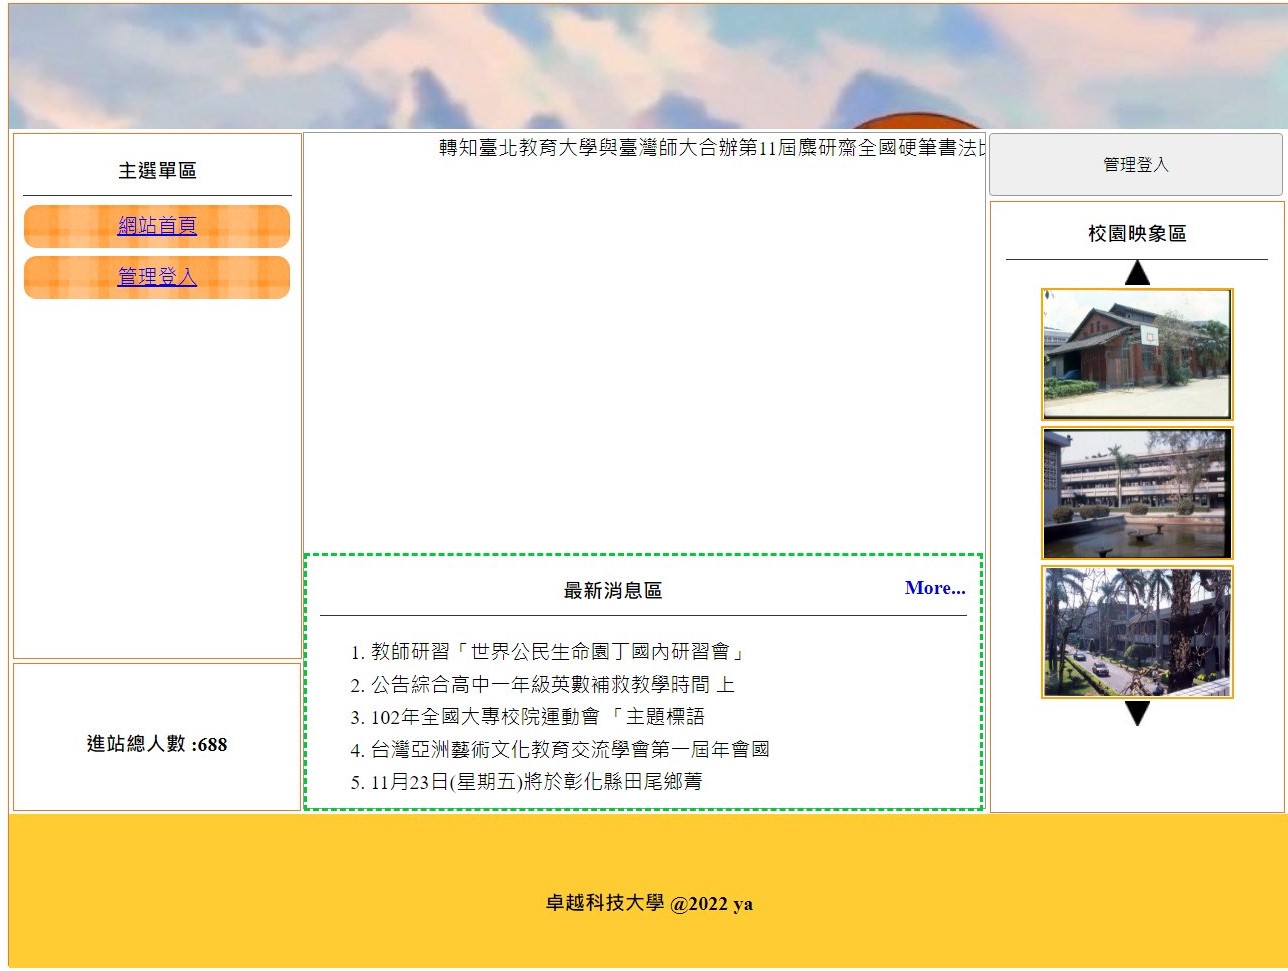 轉知臺北教育大學與臺灣師大合辦第11屆麋研齋全國硬筆書法
管理登入
主選單區
網站首頁
管理登入
校園映象區
最新消息區
More...
1. 教師研習「世界公民生命園丁國內研習會」
2. 公告綜合高中一年級英數補救教學時間 上
3. 102年全國大專校院運動會 「主題標語
4. 台灣亞洲藝術文化教育交流學會第一屆年會國
5. 11月23日(星期五)將於彰化縣田尾鄉菁
進站總人數 :688
卓越科技大學 @2022 ya